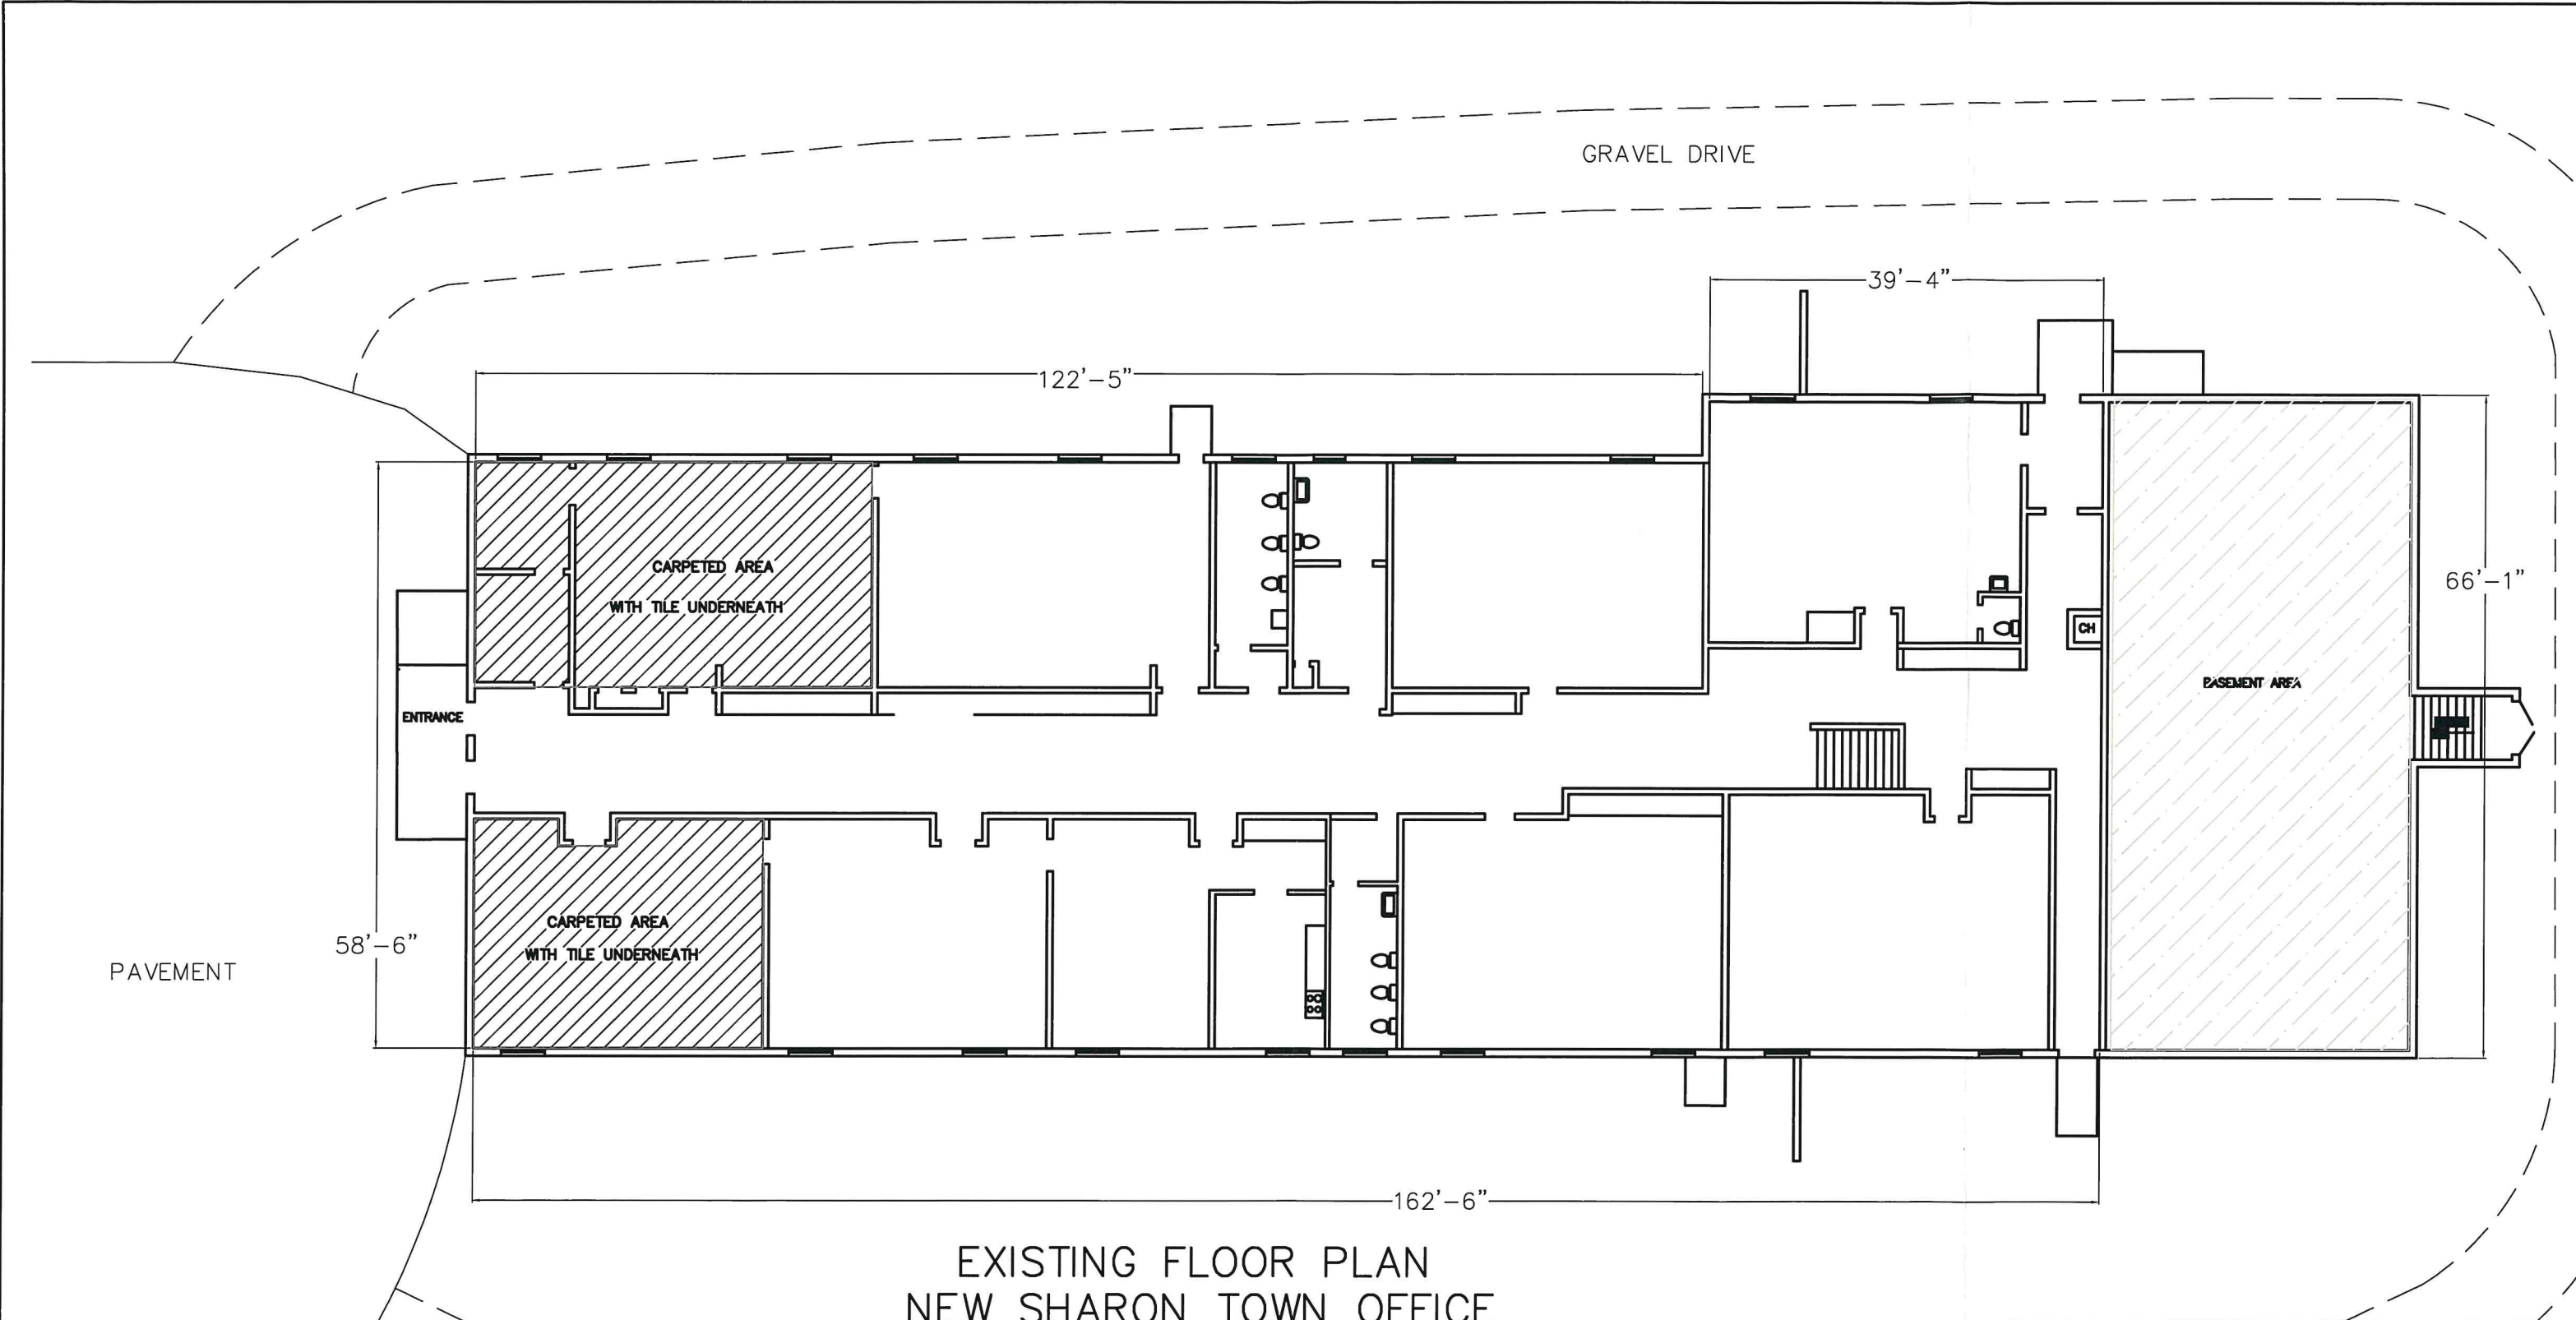 GRAVEL DRIVE
39'-4"
122'-5"
CARPETED AREA
WITH TILE UNDERNEATH
66'-1"
CH
BASEMENT AREA
ENTRANCE
CARPETED AREA
WITH TILE UNDERNEATH
58'-6"
PAVEMENT
162'-6"
EXISTING FLOOR PLAN
NEW SHARON TOWN OFFICE